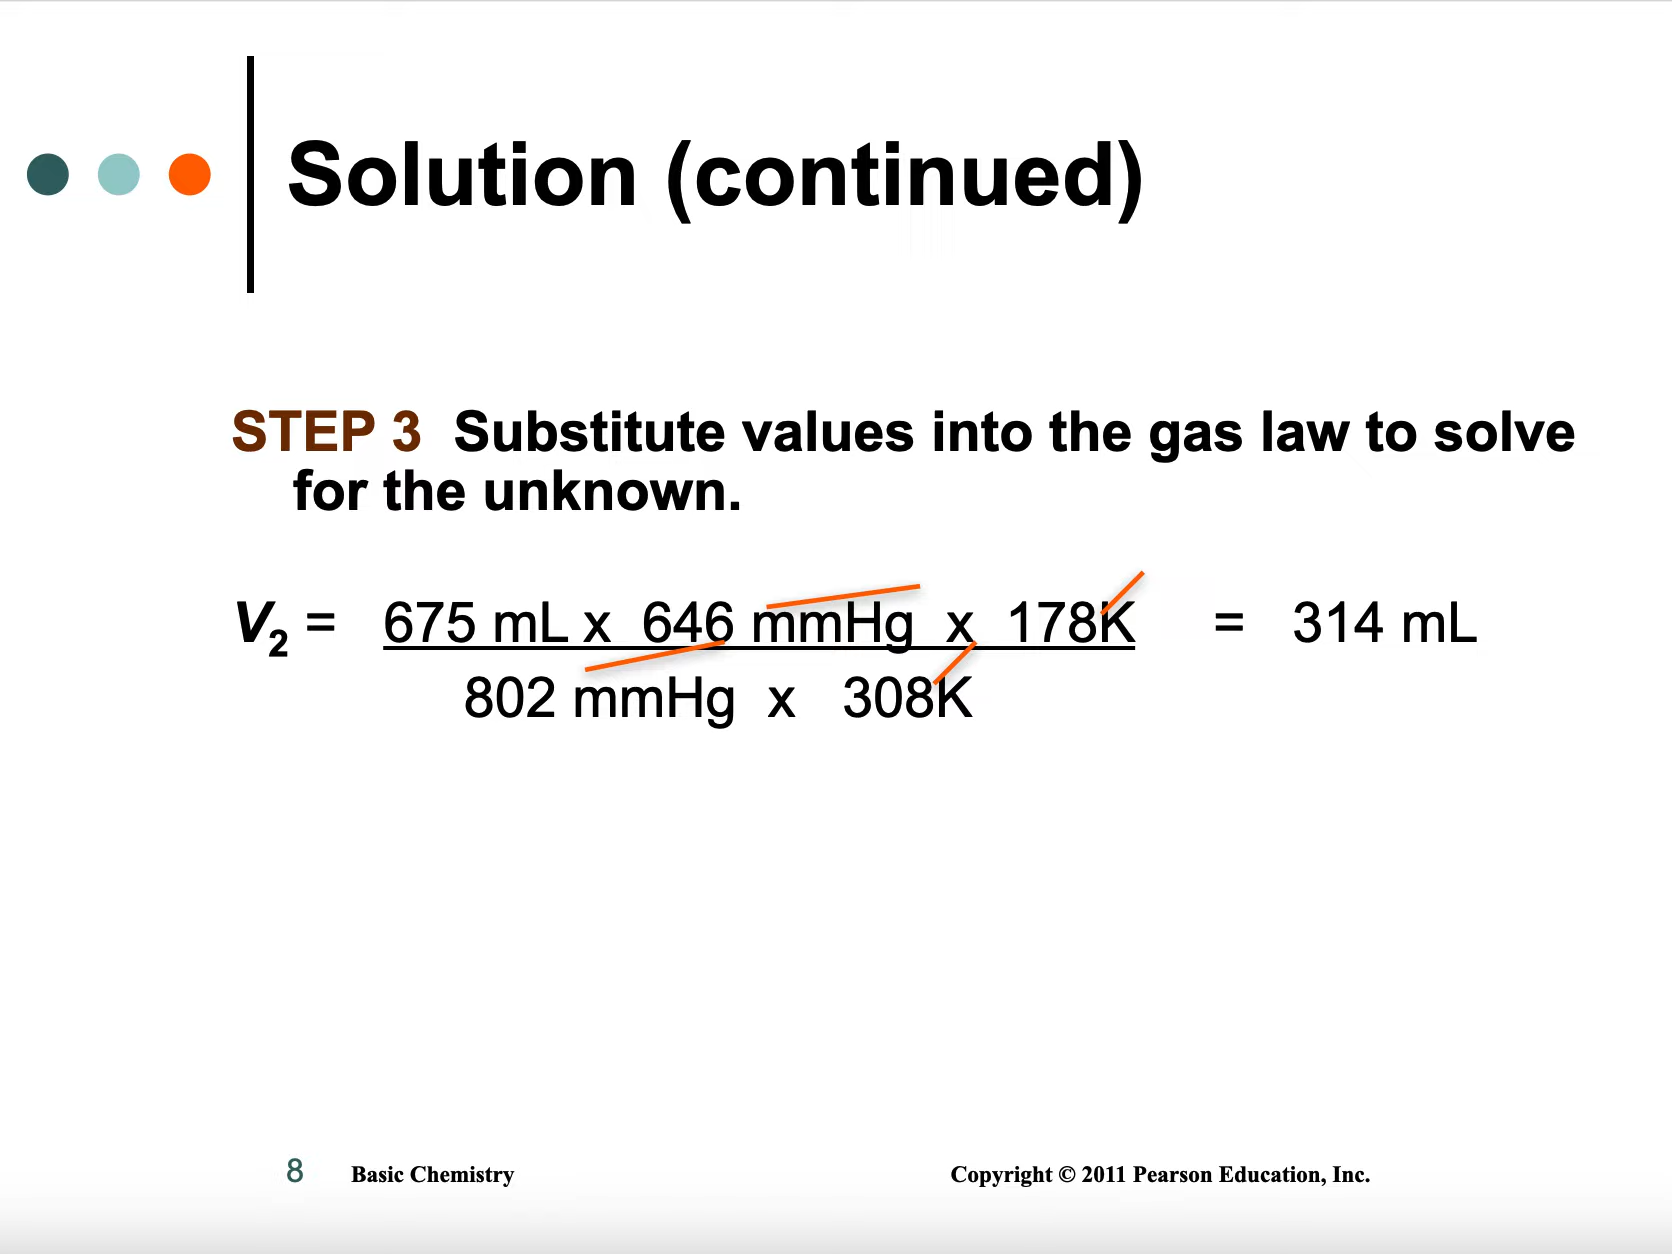 Solution (continued)
STEP 3 Substitute values into the gas law to solve
for the unknown.
V₂ = 675 mL x 646 mmHg x 178K = 314 mL
802 mmHg x 308K
8 Basic Chemistry Copyright © 2011 Pearson Education, Inc.